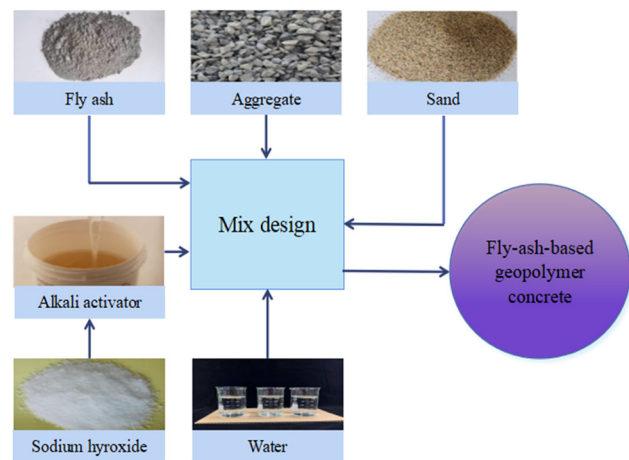 Fly ash
Aggregate
Sand
Mix design
Alkali activator
Fly-ash-based
geopolymer
concrete
Sodium hyroxide
Water